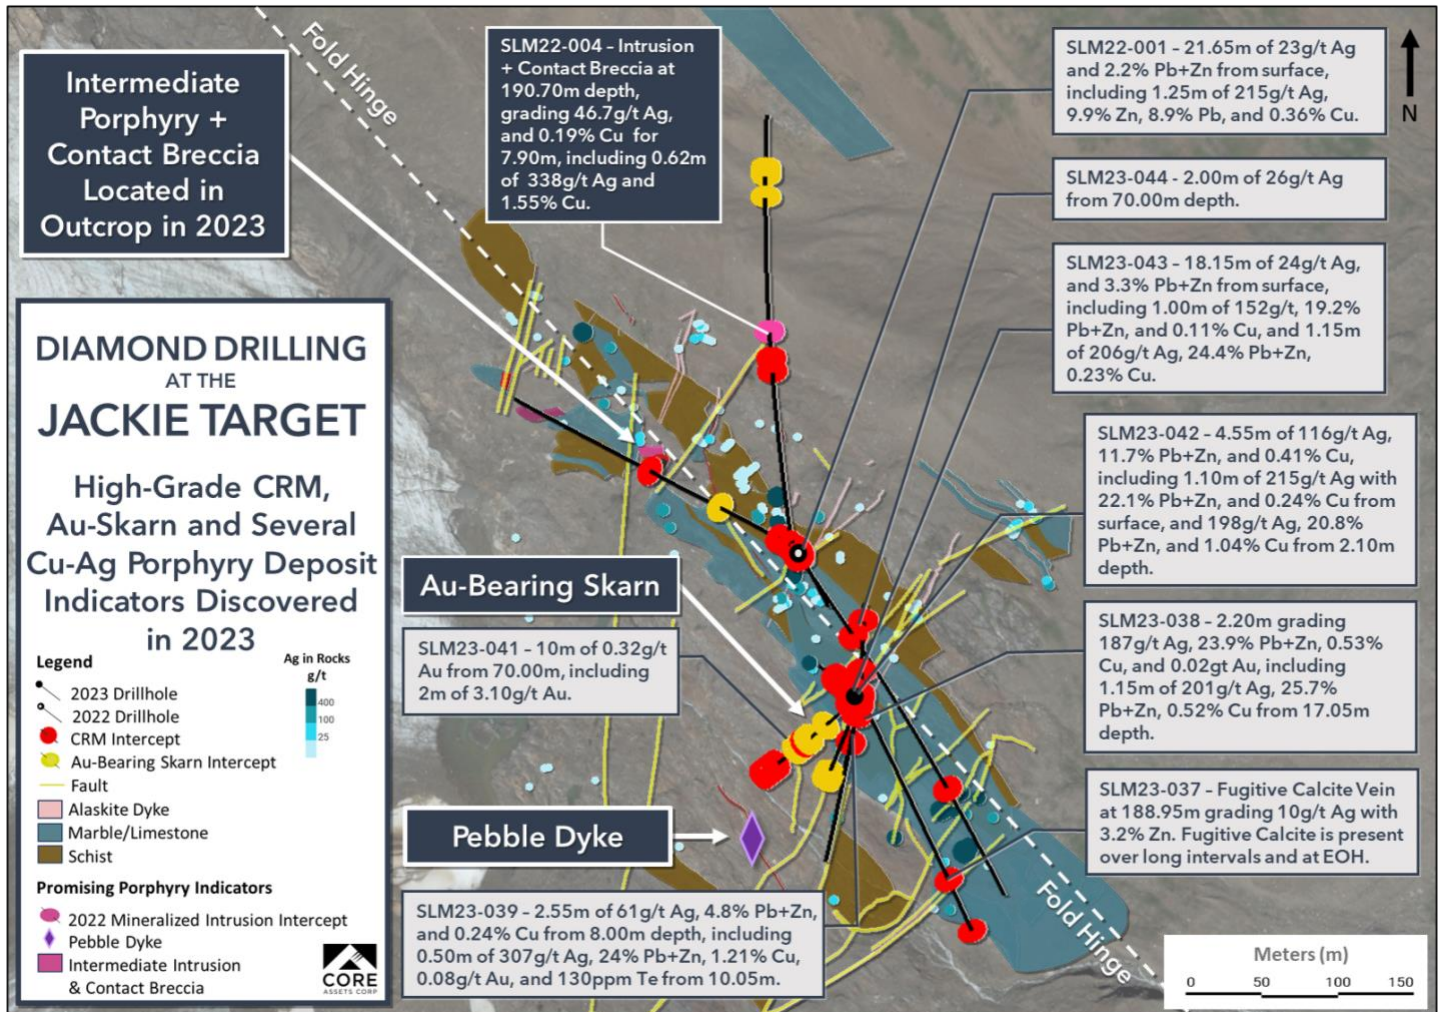 Fold Hinge
Intermediate
Porphyry +
Contact Breccia
Located in
Outcrop in 2023
SLM22-004 – Intrusion
+ Contact Breccia at
190.70m depth,
grading 46.7g/t Ag,
and 0.19% Cu for
7.90m, including 0.62m
of 338g/t Ag and
1.55% Cu.
SLM22-001 – 21.65m of 23g/t Ag
and 2.2% Pb+Zn from surface,
including 1.25m of 215g/t Ag,
9.9% Zn, 8.9% Pb, and 0.36% Cu.
N
SLM23-044 – 2.00m of 26g/t Ag
from 70.00m depth.
SLM23-043 – 18.15m of 24g/t Ag,
and 3.3% Pb+Zn from surface,
including 1.00m of 152g/t, 19.2%
Pb+Zn, and 0.11% Cu, and 1.15m
of 206g/t Ag, 24.4% Pb+Zn,
0.23% Cu.
SLM23-042 – 4.55m of 116g/t Ag,
11.7% Pb+Zn, and 0.41% Cu,
including 1.10m of 215g/t Ag with
22.1% Pb+Zn, and 0.24% Cu from
surface, and 198g/t Ag, 20.8%
Pb+Zn, and 1.04% Cu from 2.10m
depth.
SLM23-038 – 2.20m grading
187g/t Ag, 23.9% Pb+Zn, 0.53%
Cu, and 0.02gt Au, including
1.15m of 201g/t Ag, 25.7%
Pb+Zn, 0.52% Cu from 17.05m
depth.
SLM23-037 – Fugitive Calcite Vein
at 188.95m grading 10g/t Ag with
3.2% Zn. Fugitive Calcite is present
over long intervals and at EOH.
DIAMOND DRILLING
AT THE
JACKIE TARGET
High-Grade CRM,
Au-Skarn and Several
Cu-Ag Porphyry Deposit
Indicators Discovered
in 2023
Legend
2023 Drillhole
2022 Drillhole
CRM Intercept
Au-Bearing Skarn Intercept
Fault
Alaskite Dyke
Marble/Limestone
Schist
Ag in Rocks
g/t
400
100
25
Promising Porphyry Indicators
2022 Mineralized Intrusion Intercept
Pebble Dyke
Intermediate Intrusion
& Contact Breccia
CORE
ASSETS CORP
Au-Bearing Skarn
SLM23-041 – 10m of 0.32g/t
Au from 70.00m, including
2m of 3.10g/t Au.
Pebble Dyke
SLM23-039 – 2.55m of 61g/t Ag, 4.8% Pb+Zn,
and 0.24% Cu from 8.00m depth, including
0.50m of 307g/t Ag, 24% Pb+Zn, 1.21% Cu,
0.08g/t Au, and 130ppm Te from 10.05m.
Fold Hinge
Meters (m)
0 50 100 150